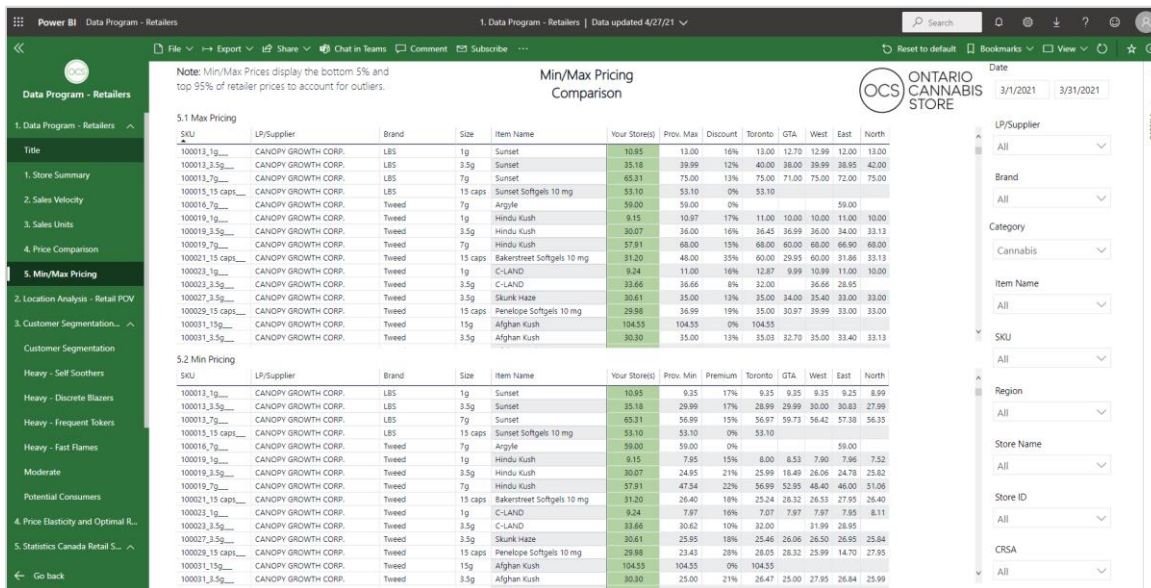 Power BI Data Program - Retailers
1. Data Program - Retailers | Data updated 4/27/21
Search
File Export Share Chat in Teams Comment Subscribe ...
Reset to default Bookmarks View
OCS
Data Program - Retailers
1. Data Program - Retailers
Title
1. Store Summary
2. Sales Velocity
3. Sales Units
4. Price Comparison
5. Min/Max Pricing
2. Location Analysis - Retail POV
3. Customer Segmentation...
Customer Segmentation
Heavy - Self Soothers
Heavy - Discrete Blazers
Heavy - Frequent Tokers
Heavy - Fast Flames
Moderate
Potential Consumers
4. Price Elasticity and Optimal R...
5. Statistics Canada Retail S...
Go back
Note: Min/Max Prices display the bottom 5% and
top 95% of retailer prices to account for outliers.
Min/Max Pricing
Comparison
OCS ONTARIO
CANNABIS
STORE
5.1 Max Pricing
SKU LP/Supplier Brand Size Item Name Your Store(s) Prov. Max Discount Toronto GTA West East North
100013_1g___ CANOPY GROWTH CORP. LBS 1g Sunset 10.95 13.00 16% 13.00 12.70 12.99 12.00 13.00
100013_3.5g___ CANOPY GROWTH CORP. LBS 3.5g Sunset 35.18 39.99 12% 40.00 38.00 39.99 38.95 42.00
100013_7g___ CANOPY GROWTH CORP. LBS 7g Sunset 65.31 75.00 13% 75.00 71.00 75.00 72.00 75.00
100015_15 caps___ CANOPY GROWTH CORP. LBS 15 caps Sunset Softgels 10 mg 53.10 53.10 0% 53.10
100016_7g___ CANOPY GROWTH CORP. Tweed 7g Argyle 59.00 59.00 0% 59.00
100019_1g___ CANOPY GROWTH CORP. Tweed 1g Hindu Kush 9.15 10.97 17% 11.00 10.00 10.00 11.00 10.00
100019_3.5g___ CANOPY GROWTH CORP. Tweed 3.5g Hindu Kush 30.07 36.00 16% 36.45 36.99 36.00 34.00 33.13
100019_7g___ CANOPY GROWTH CORP. Tweed 7g Hindu Kush 57.91 68.00 15% 68.00 60.00 68.00 66.90 68.00
100021_15 caps___ CANOPY GROWTH CORP. Tweed 15 caps Bakerstreet Softgels 10 mg 31.20 48.00 35% 60.00 29.95 60.00 31.86 33.13
100023_1g___ CANOPY GROWTH CORP. Tweed 1g C-LAND 9.24 11.00 16% 12.87 9.99 10.99 11.00 10.00
100023_3.5g___ CANOPY GROWTH CORP. Tweed 3.5g C-LAND 33.66 36.66 8% 32.00 36.66 28.95
100027_3.5g___ CANOPY GROWTH CORP. Tweed 3.5g Skunk Haze 30.61 35.00 13% 35.00 34.00 35.40 33.00 33.00
100029_15 caps___ CANOPY GROWTH CORP. Tweed 15 caps Penelope Softgels 10 mg 29.98 36.99 19% 35.00 30.97 39.99 33.00 33.00
100031_15g___ CANOPY GROWTH CORP. Tweed 15g Afghan Kush 104.55 104.55 0% 104.55
100031_3.5g___ CANOPY GROWTH CORP. Tweed 3.5g Afghan Kush 30.30 35.00 13% 35.03 32.70 35.00 33.40 33.13
5.2 Min Pricing
SKU LP/Supplier Brand Size Item Name Your Store(s) Prov. Min Premium Toronto GTA West East North
100013_1g___ CANOPY GROWTH CORP. LBS 1g Sunset 10.95 9.35 17% 9.35 9.35 9.35 9.25 8.99
100013_3.5g___ CANOPY GROWTH CORP. LBS 3.5g Sunset 35.18 29.99 17% 28.99 29.99 30.00 30.83 27.99
100013_7g___ CANOPY GROWTH CORP. LBS 7g Sunset 65.31 56.99 15% 56.97 59.73 56.42 57.38 56.35
100015_15 caps___ CANOPY GROWTH CORP. LBS 15 caps Sunset Softgels 10 mg 53.10 53.10 0% 53.10
100016_7g___ CANOPY GROWTH CORP. Tweed 7g Argyle 59.00 59.00 0% 59.00
100019_1g___ CANOPY GROWTH CORP. Tweed 1g Hindu Kush 9.15 7.95 15% 8.00 8.53 7.90 7.96 7.52
100019_3.5g___ CANOPY GROWTH CORP. Tweed 3.5g Hindu Kush 30.07 24.95 21% 25.99 18.49 26.06 24.78 25.82
100019_7g___ CANOPY GROWTH CORP. Tweed 7g Hindu Kush 57.91 47.54 22% 56.99 52.95 48.40 46.00 51.06
100021_15 caps___ CANOPY GROWTH CORP. Tweed 15 caps Bakerstreet Softgels 10 mg 31.20 26.40 18% 25.24 28.32 26.53 27.95 26.40
100023_1g___ CANOPY GROWTH CORP. Tweed 1g C-LAND 9.24 7.97 16% 7.07 7.97 7.97 7.95 8.11
100023_3.5g___ CANOPY GROWTH CORP. Tweed 3.5g C-LAND 33.66 30.62 10% 32.00 31.99 28.95
100027_3.5g___ CANOPY GROWTH CORP. Tweed 3.5g Skunk Haze 30.61 25.95 18% 25.46 26.06 26.50 26.95 25.84
100029_15 caps___ CANOPY GROWTH CORP. Tweed 15 caps Penelope Softgels 10 mg 29.98 23.43 28% 28.05 28.32 25.99 14.70 27.95
100031_15g___ CANOPY GROWTH CORP. Tweed 15g Afghan Kush 104.55 104.55 0% 104.55
100031_3.5g___ CANOPY GROWTH CORP. Tweed 3.5g Afghan Kush 30.30 25.00 21% 26.47 25.00 27.95 26.84 25.99
Date
3/1/2021 3/31/2021
LP/Supplier
All
Brand
All
Category
Cannabis
Item Name
All
SKU
All
Region
All
Store Name
All
Store ID
All
CRSA
All